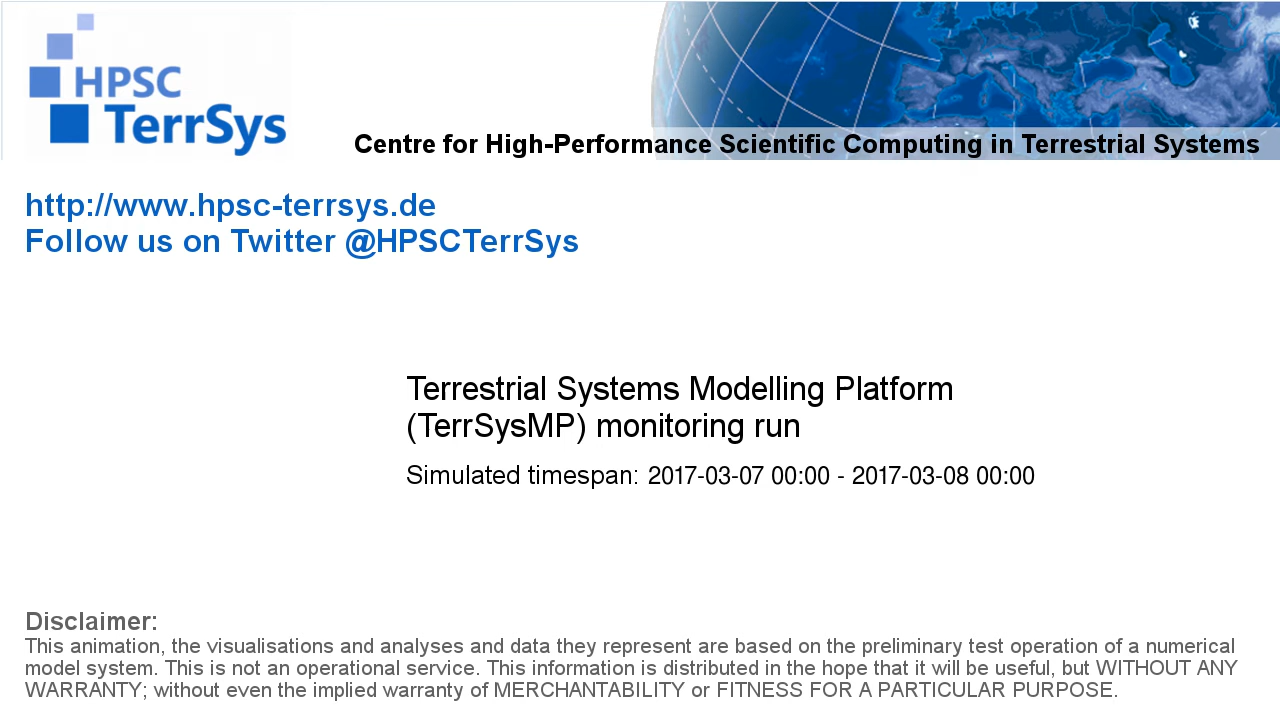 HPSC
TerrSys
Centre for High-Performance Scientific Computing in Terrestrial Systems
http://www.hpsc-terrsys.de
Follow us on Twitter @HPSCTerrSys
Terrestrial Systems Modelling Platform
(TerrSysMP) monitoring run
Simulated timespan: 2017-03-07 00:00 - 2017-03-08 00:00
Disclaimer:
This animation, the visualisations and analyses and data they represent are based on the preliminary test operation of a numerical
model system. This is not an operational service. This information is distributed in the hope that it will be useful, but WITHOUT ANY
WARRANTY; without even the implied warranty of MERCHANTABILITY or FITNESS FOR A PARTICULAR PURPOSE.